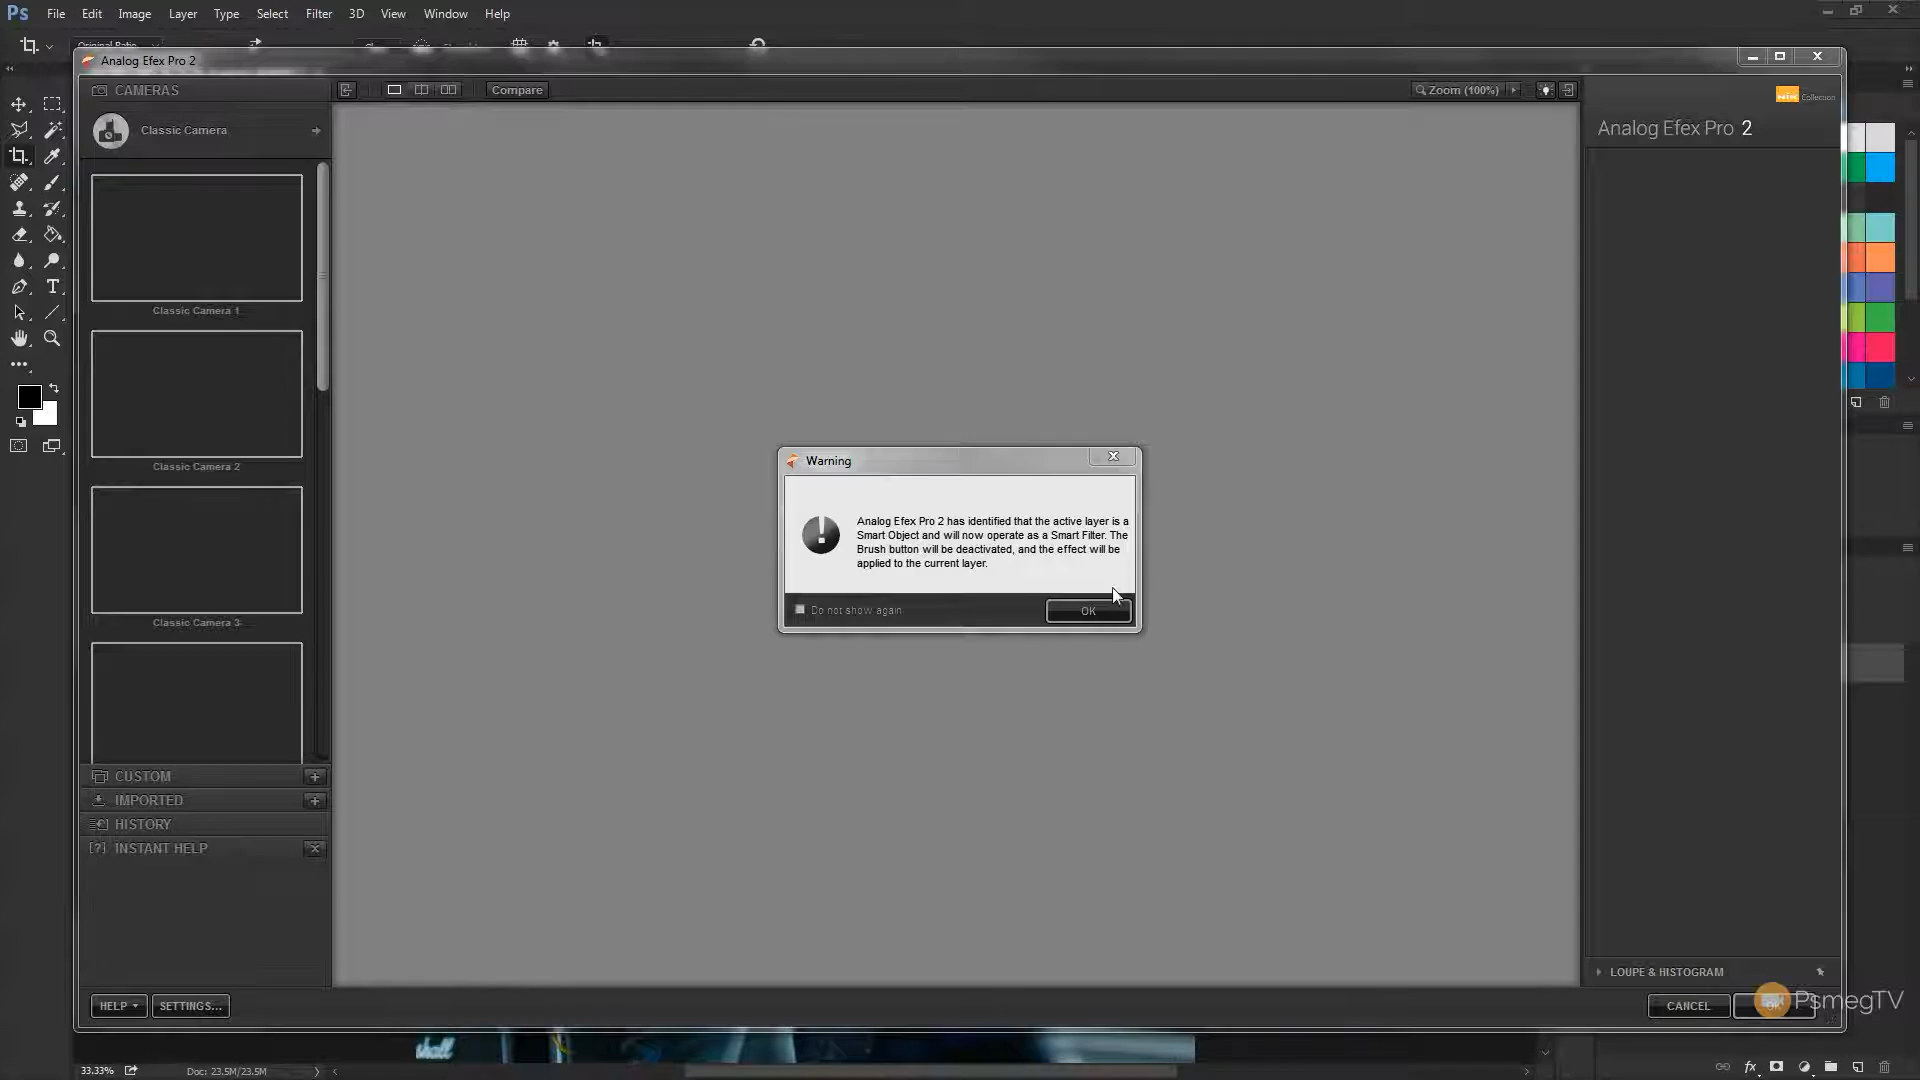 Ps File Edit Image Layer Type Select Filter 3D View Window Help
Original Ratio
Analog Efex Pro 2
CAMERAS
Compare
Zoom (100%)
Nik Collection
Classic Camera
Analog Efex Pro 2
Classic Camera 1
Classic Camera 2
Classic Camera 3
Warning
Analog Efex Pro 2 has identified that the active layer is a
Smart Object and will now operate as a Smart Filter. The
Brush button will be deactivated, and the effect will be
applied to the current layer.
Do not show again
OK
CUSTOM
IMPORTED
HISTORY
INSTANT HELP
LOUPE & HISTOGRAM
HELP
SETTINGS...
CANCEL
PsmegTV
33.33%
Doc: 23.5M/23.5M
fx